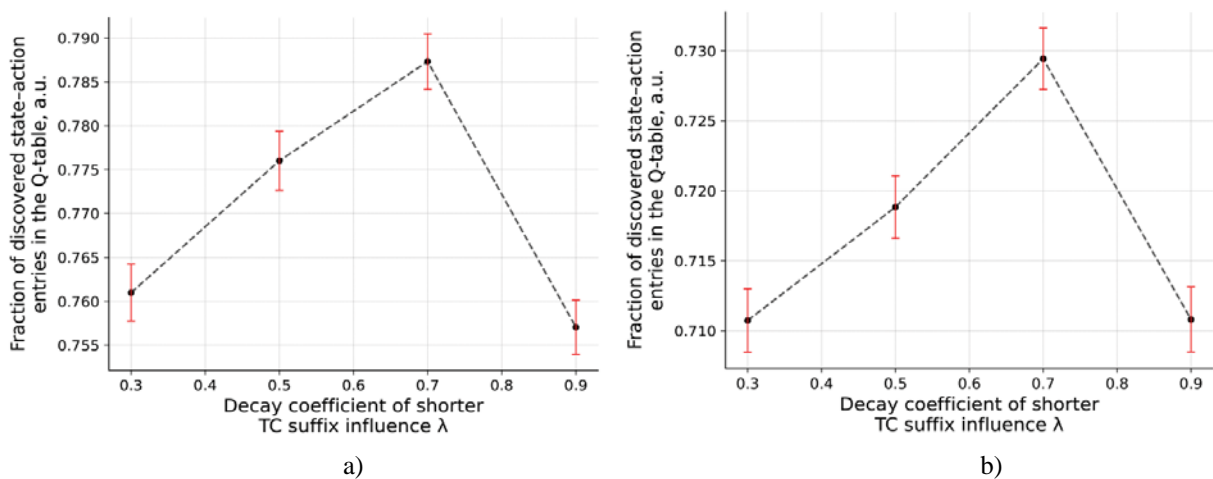 Fraction of discovered state–action
entries in the Q-table, a.u.
0.790
0.785
0.780
0.775
0.770
0.765
0.760
0.755
0.3 0.4 0.5 0.6 0.7 0.8 0.9
Decay coefficient of shorter
TC suffix influence λ
a)
Fraction of discovered state–action
entries in the Q-table, a.u.
0.730
0.725
0.720
0.715
0.710
0.3 0.4 0.5 0.6 0.7 0.8 0.9
Decay coefficient of shorter
TC suffix influence λ
b)